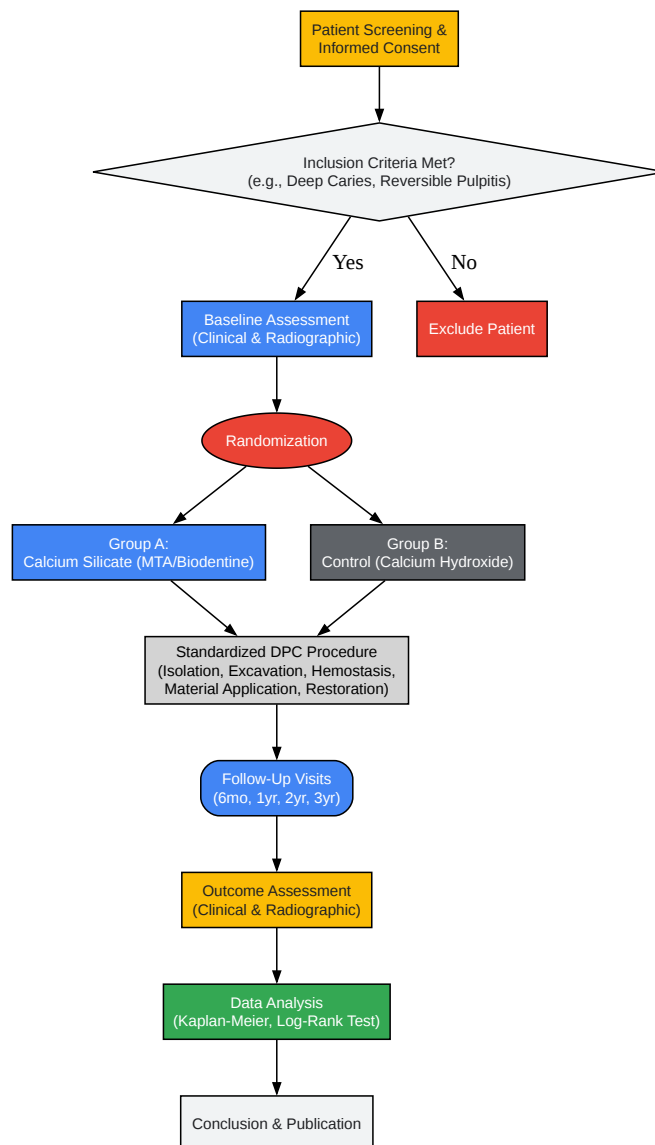 Patient Screening &
Informed Consent
Inclusion Criteria Met?
(e.g., Deep Caries, Reversible Pulpitis)
Yes
No
Baseline Assessment
(Clinical & Radiographic)
Exclude Patient
Randomization
Group A:
Calcium Silicate (MTA/Biodentine)
Group B:
Control (Calcium Hydroxide)
Standardized DPC Procedure
(Isolation, Excavation, Hemostasis,
Material Application, Restoration)
Follow-Up Visits
(6mo, 1yr, 2yr, 3yr)
Outcome Assessment
(Clinical & Radiographic)
Data Analysis
(Kaplan-Meier, Log-Rank Test)
Conclusion & Publication